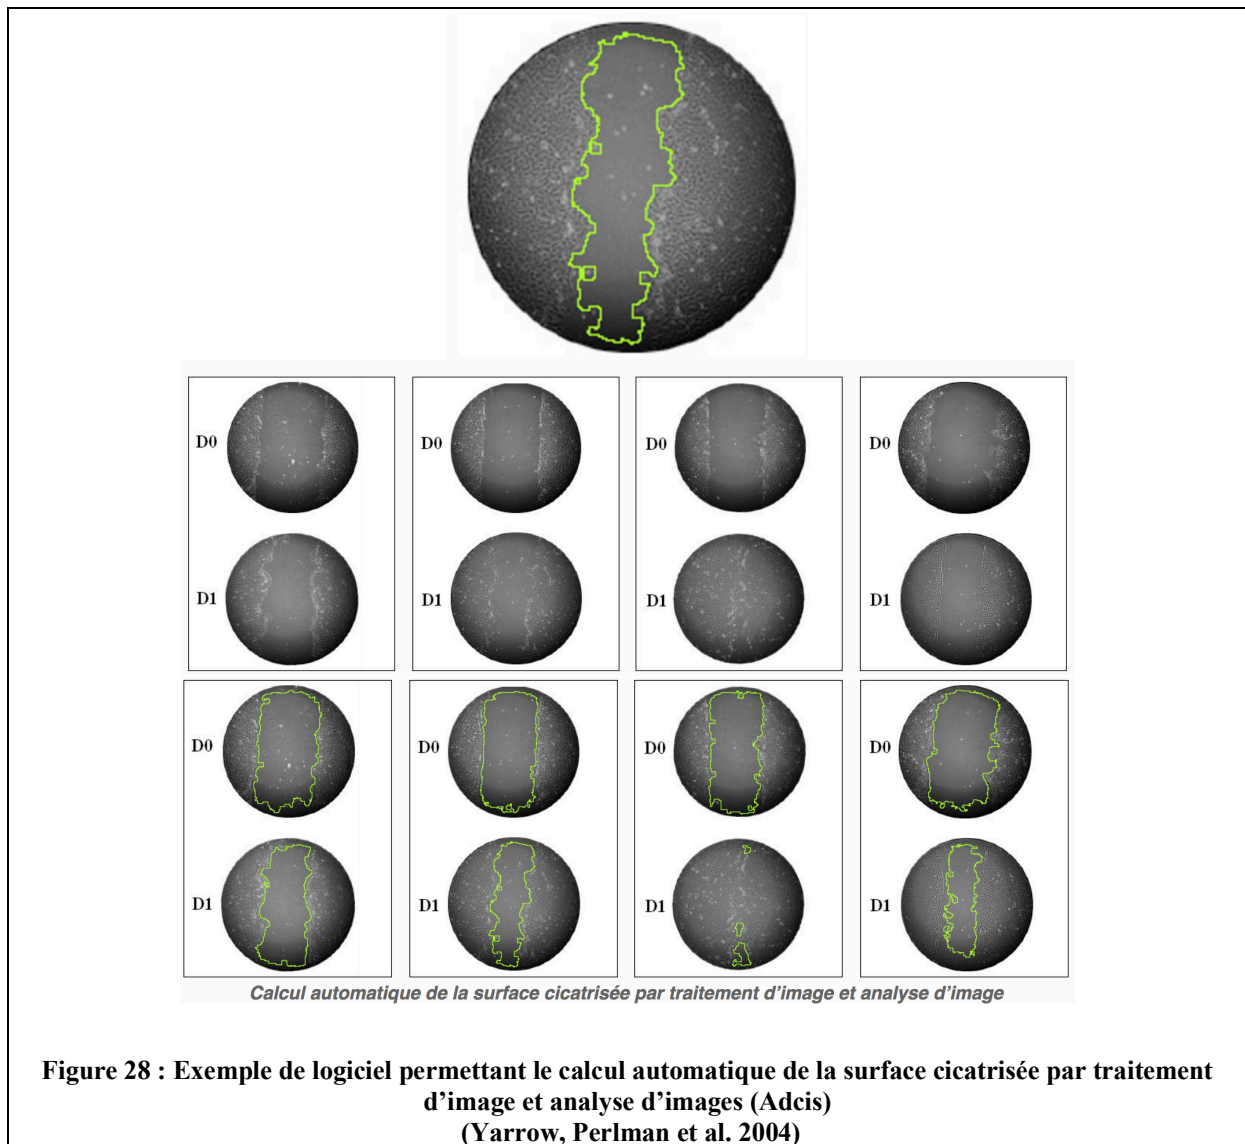 D0
D0
D0
D0
D1
D1
D1
D1
D0
D0
D0
D0
D1
D1
D1
D1
Calcul automatique de la surface cicatrisée par traitement d’image et analyse d’image
Figure 28 : Exemple de logiciel permettant le calcul automatique de la surface cicatrisée par traitement
d’image et analyse d’images (Adcis)
(Yarrow, Perlman et al. 2004)